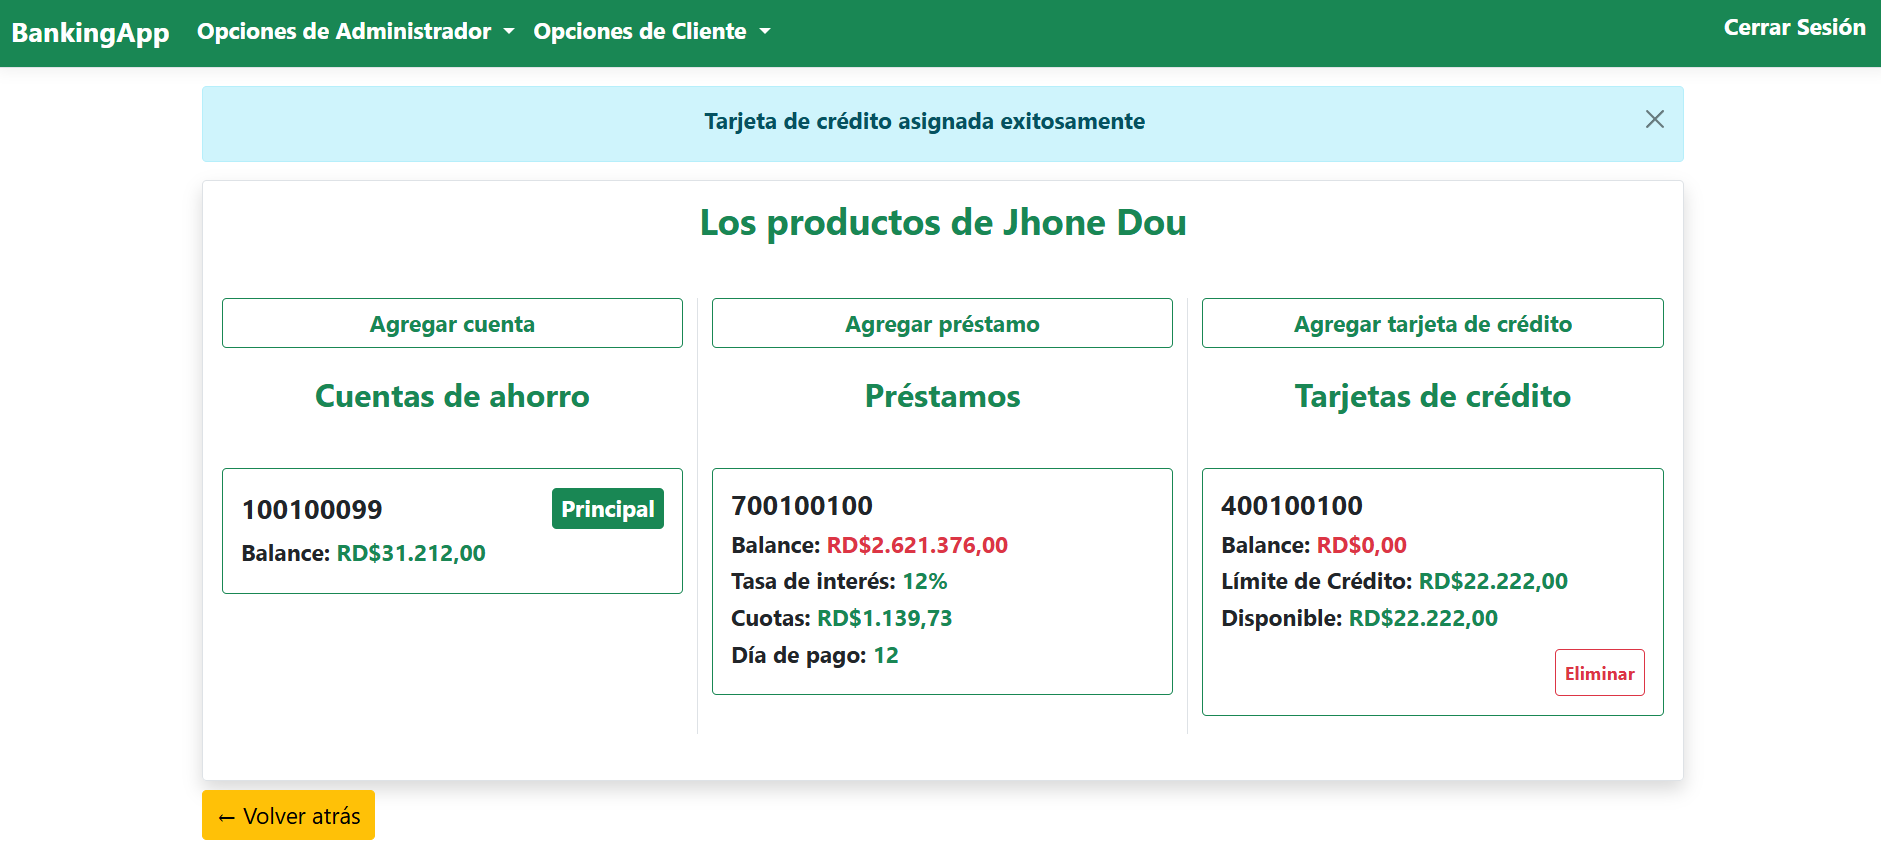 BankingApp Opciones de Administrador Opciones de Cliente Cerrar Sesión
Tarjeta de crédito asignada exitosamente
Los productos de Jhone Dou
Agregar cuenta
Cuentas de ahorro
100100099 Principal
Balance: RD$31.212,00
Agregar préstamo
Préstamos
700100100
Balance: RD$2.621.376,00
Tasa de interés: 12%
Cuotas: RD$1.139,73
Día de pago: 12
Agregar tarjeta de crédito
Tarjetas de crédito
400100100
Balance: RD$0,00
Límite de Crédito: RD$22.222,00
Disponible: RD$22.222,00
Eliminar
← Volver atrás